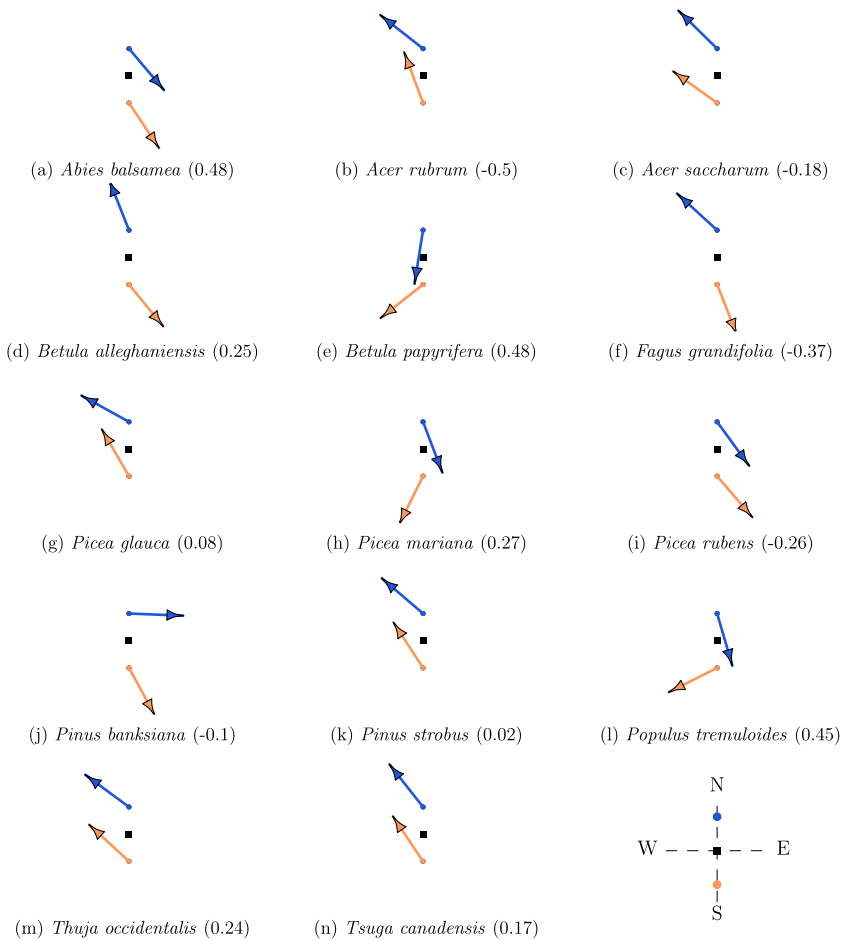 (a) Abies balsamea (0.48)
(b) Acer rubrum (-0.5)
(c) Acer saccharum (-0.18)
(d) Betula alleghaniensis (0.25)
(e) Betula papyrifera (0.48)
(f) Fagus grandifolia (-0.37)
(g) Picea glauca (0.08)
(h) Picea mariana (0.27)
(i) Picea rubens (-0.26)
(j) Pinus banksiana (-0.1)
(k) Pinus strobus (0.02)
(l) Populus tremuloides (0.45)
N
W
E
S
(m) Thuja occidentalis (0.24)
(n) Tsuga canadensis (0.17)